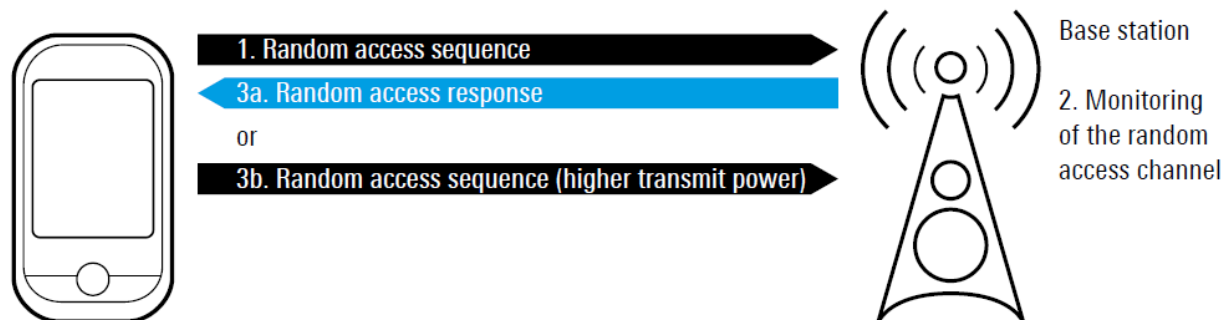 1. Random access sequence
3a. Random access response
or
3b. Random access sequence (higher transmit power)
Base station
2. Monitoring
of the random
access channel